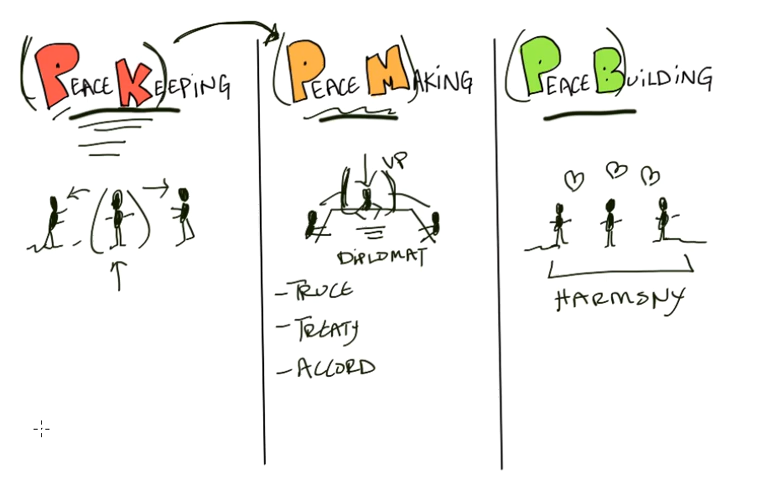 (PEACE KEEPING
(PEACE MAKING
VP
DIPLOMAT
- TRUCE
- TREATY
- ACCORD
(PEACE BUILDING
HARMONY